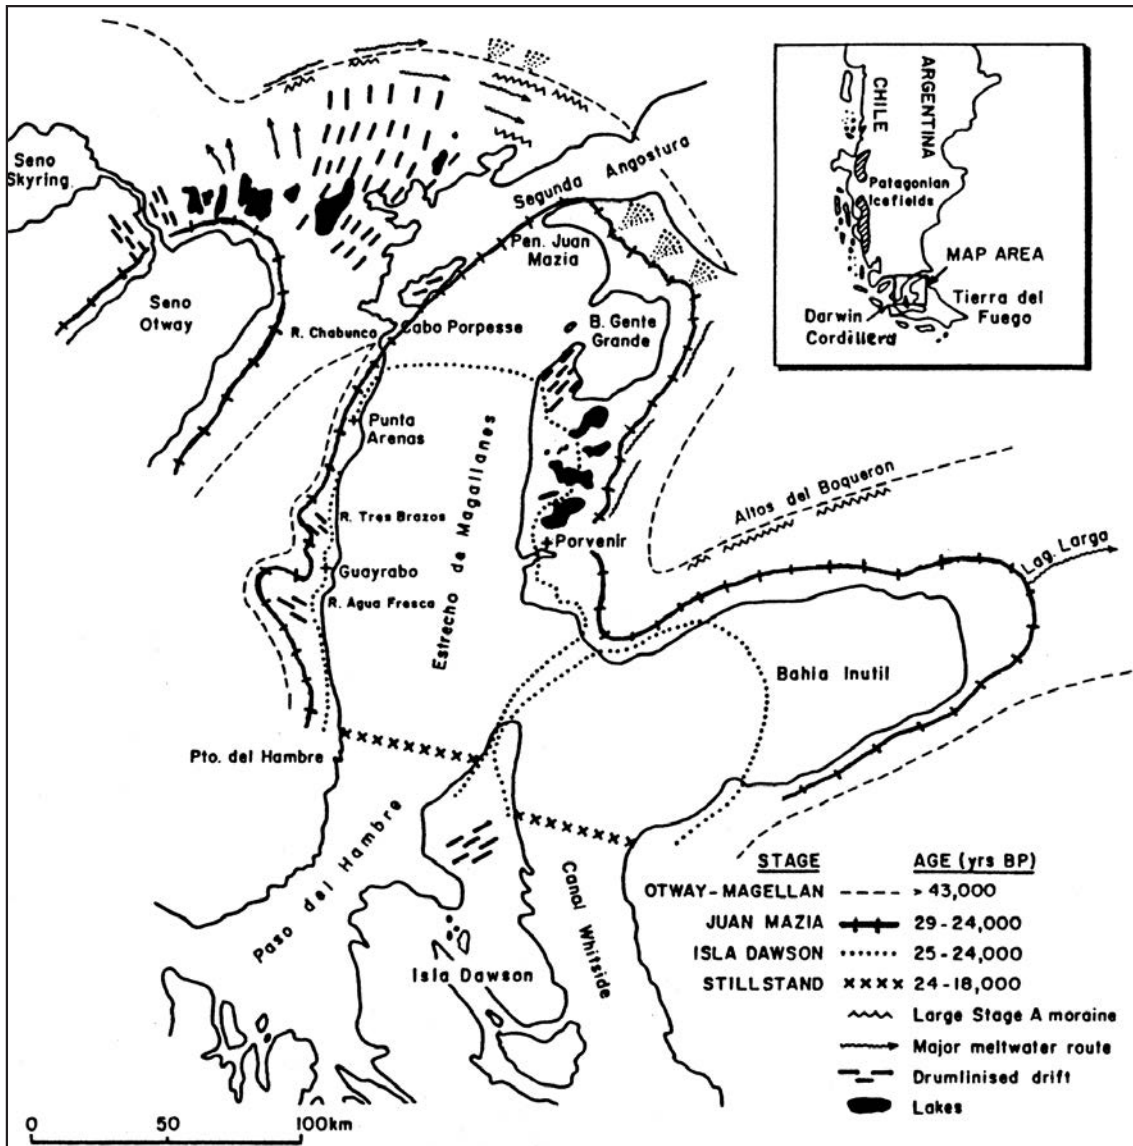 Seno
Skyring
Seno
Otway
R. Chabunco
Cabo Porpesse
Segunda Angostura
Pen. Juan
Mazia
B. Gente
Grande
Punta
Arenas
R. Tres Brazos
Guayrabo
R. Agua Fresca
Estrecho de Magallanes
Porvenir
Altos del Boqueron
Lag. Larga
Bahia Inutil
Pto. del Hambre
Paso del Hambre
Isla Dawson
Canal Whitside
CHILE
ARGENTINA
Patagonian
Icefields
MAP AREA
Tierra del
Fuego
Darwin
Cordillera
STAGE AGE (yrs BP)
OTWAY-MAGELLAN > 43,000
JUAN MAZIA 29-24,000
ISLA DAWSON 25-24,000
STILLSTAND 24-18,000
Large Stage A moraine
Major meltwater route
Drumlinised drift
Lakes
0 50 100km